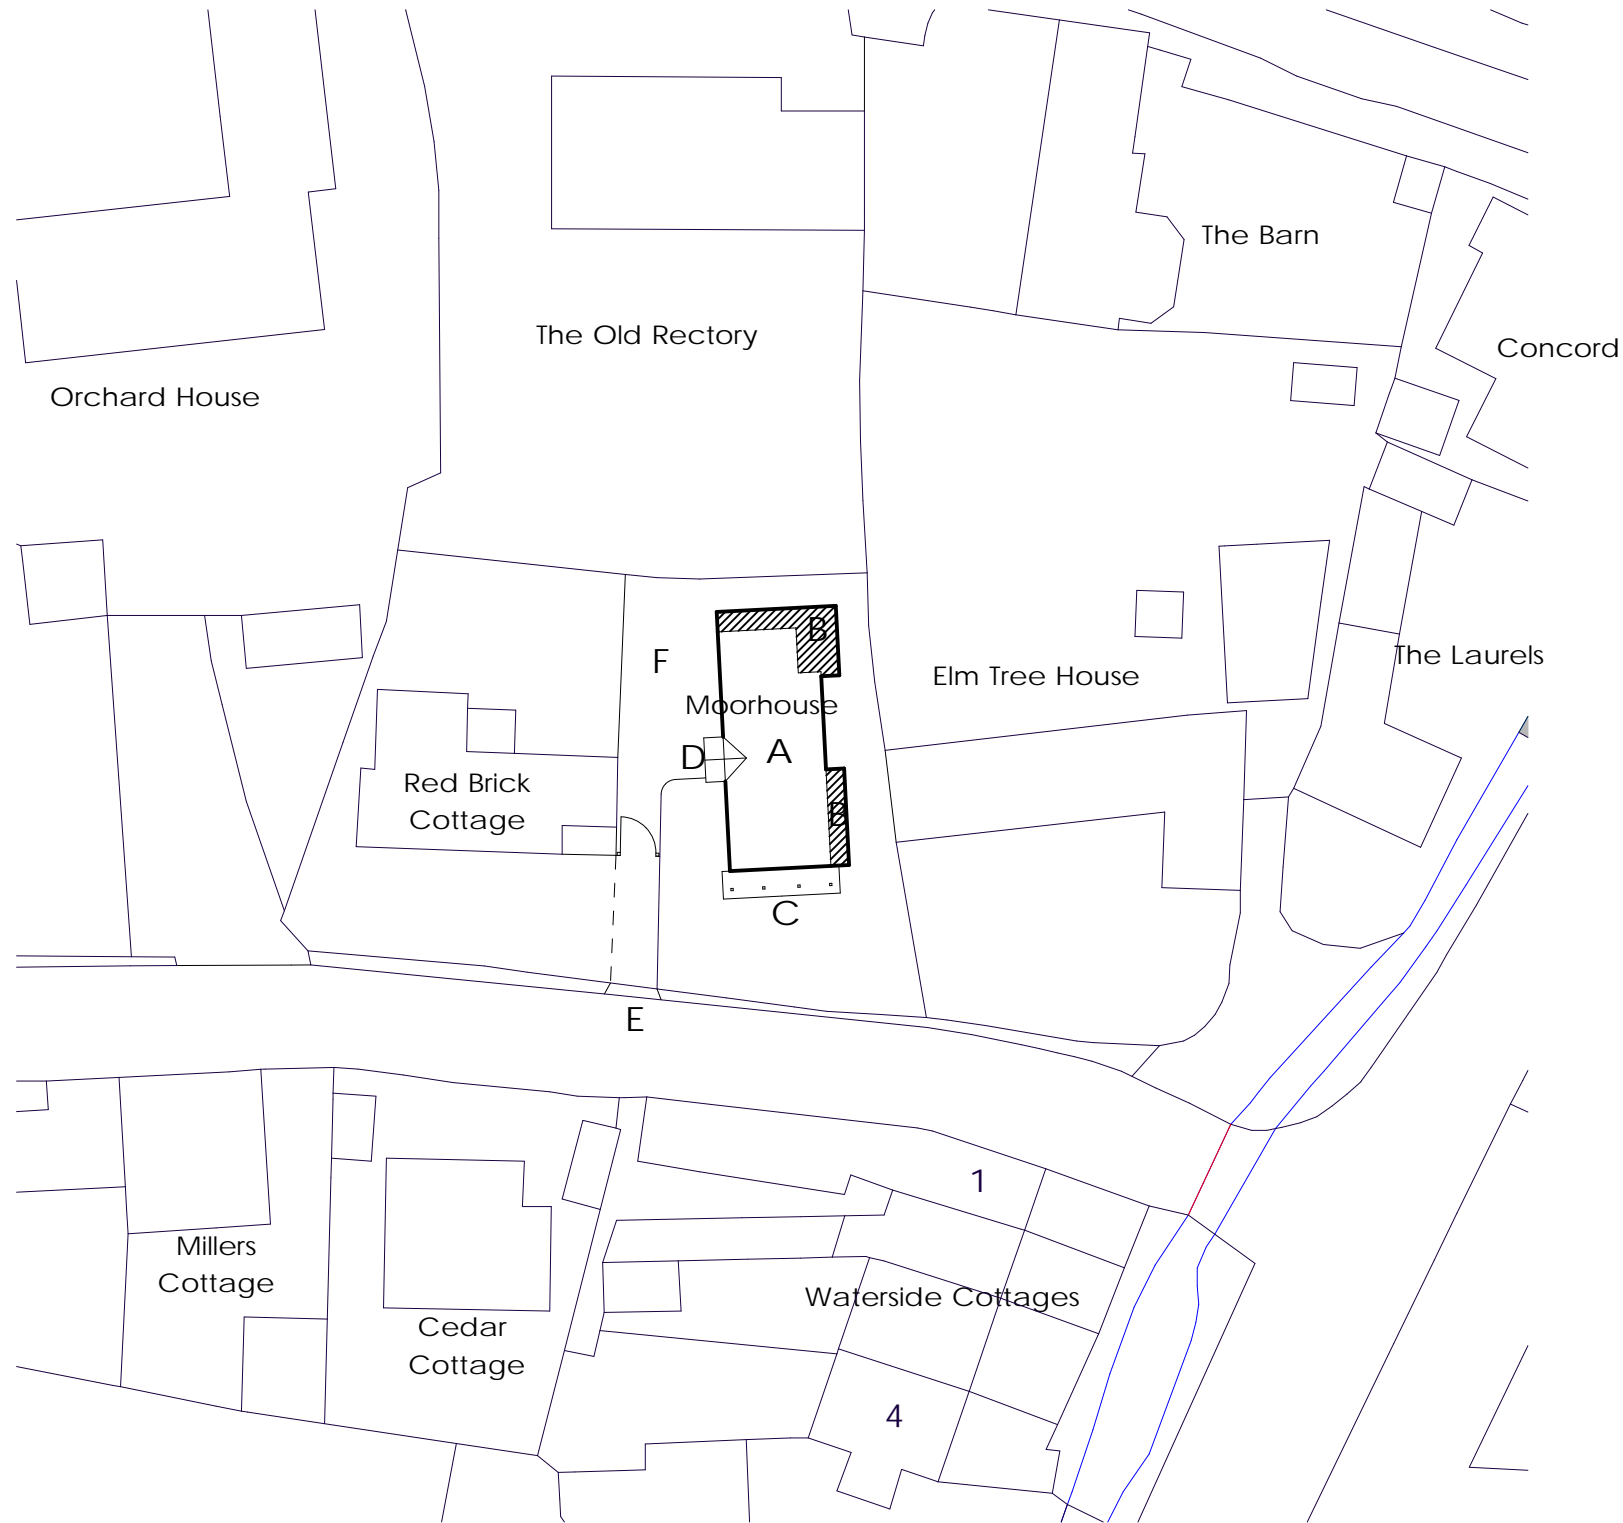 The Barn
The Old Rectory
Concord
Orchard House
B
F
The Laurels
Elm Tree House
Moorhouse
A
D
Red Brick
Cottage
B
C
E
1
Millers
Cottage
Waterside Cottages
Cedar
Cottage
4